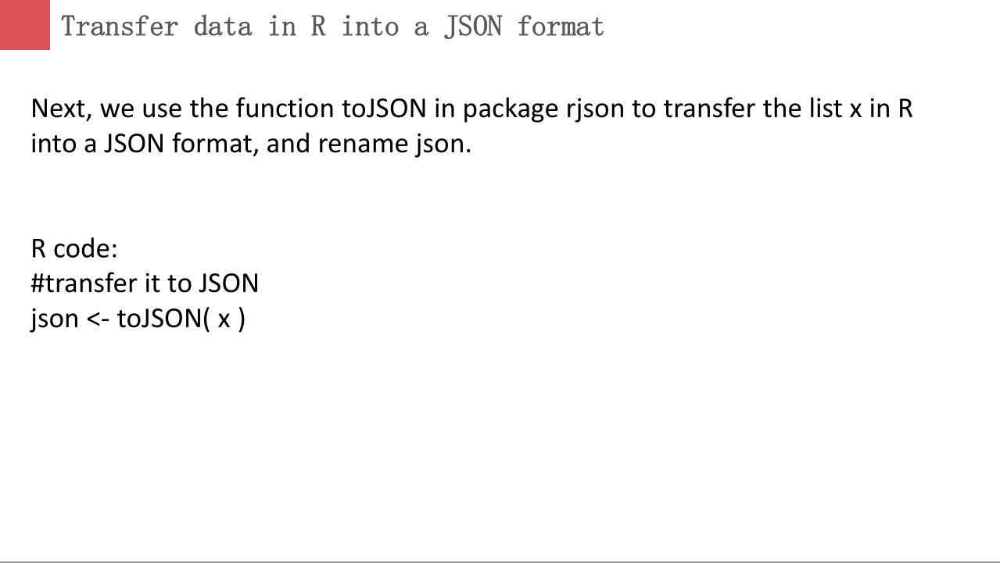 Transfer data in R into a JSON format
Next, we use the function toJSON in package rjson to transfer the list x in R
into a JSON format, and rename json.
R code:
#transfer it to JSON
json <- toJSON( x )